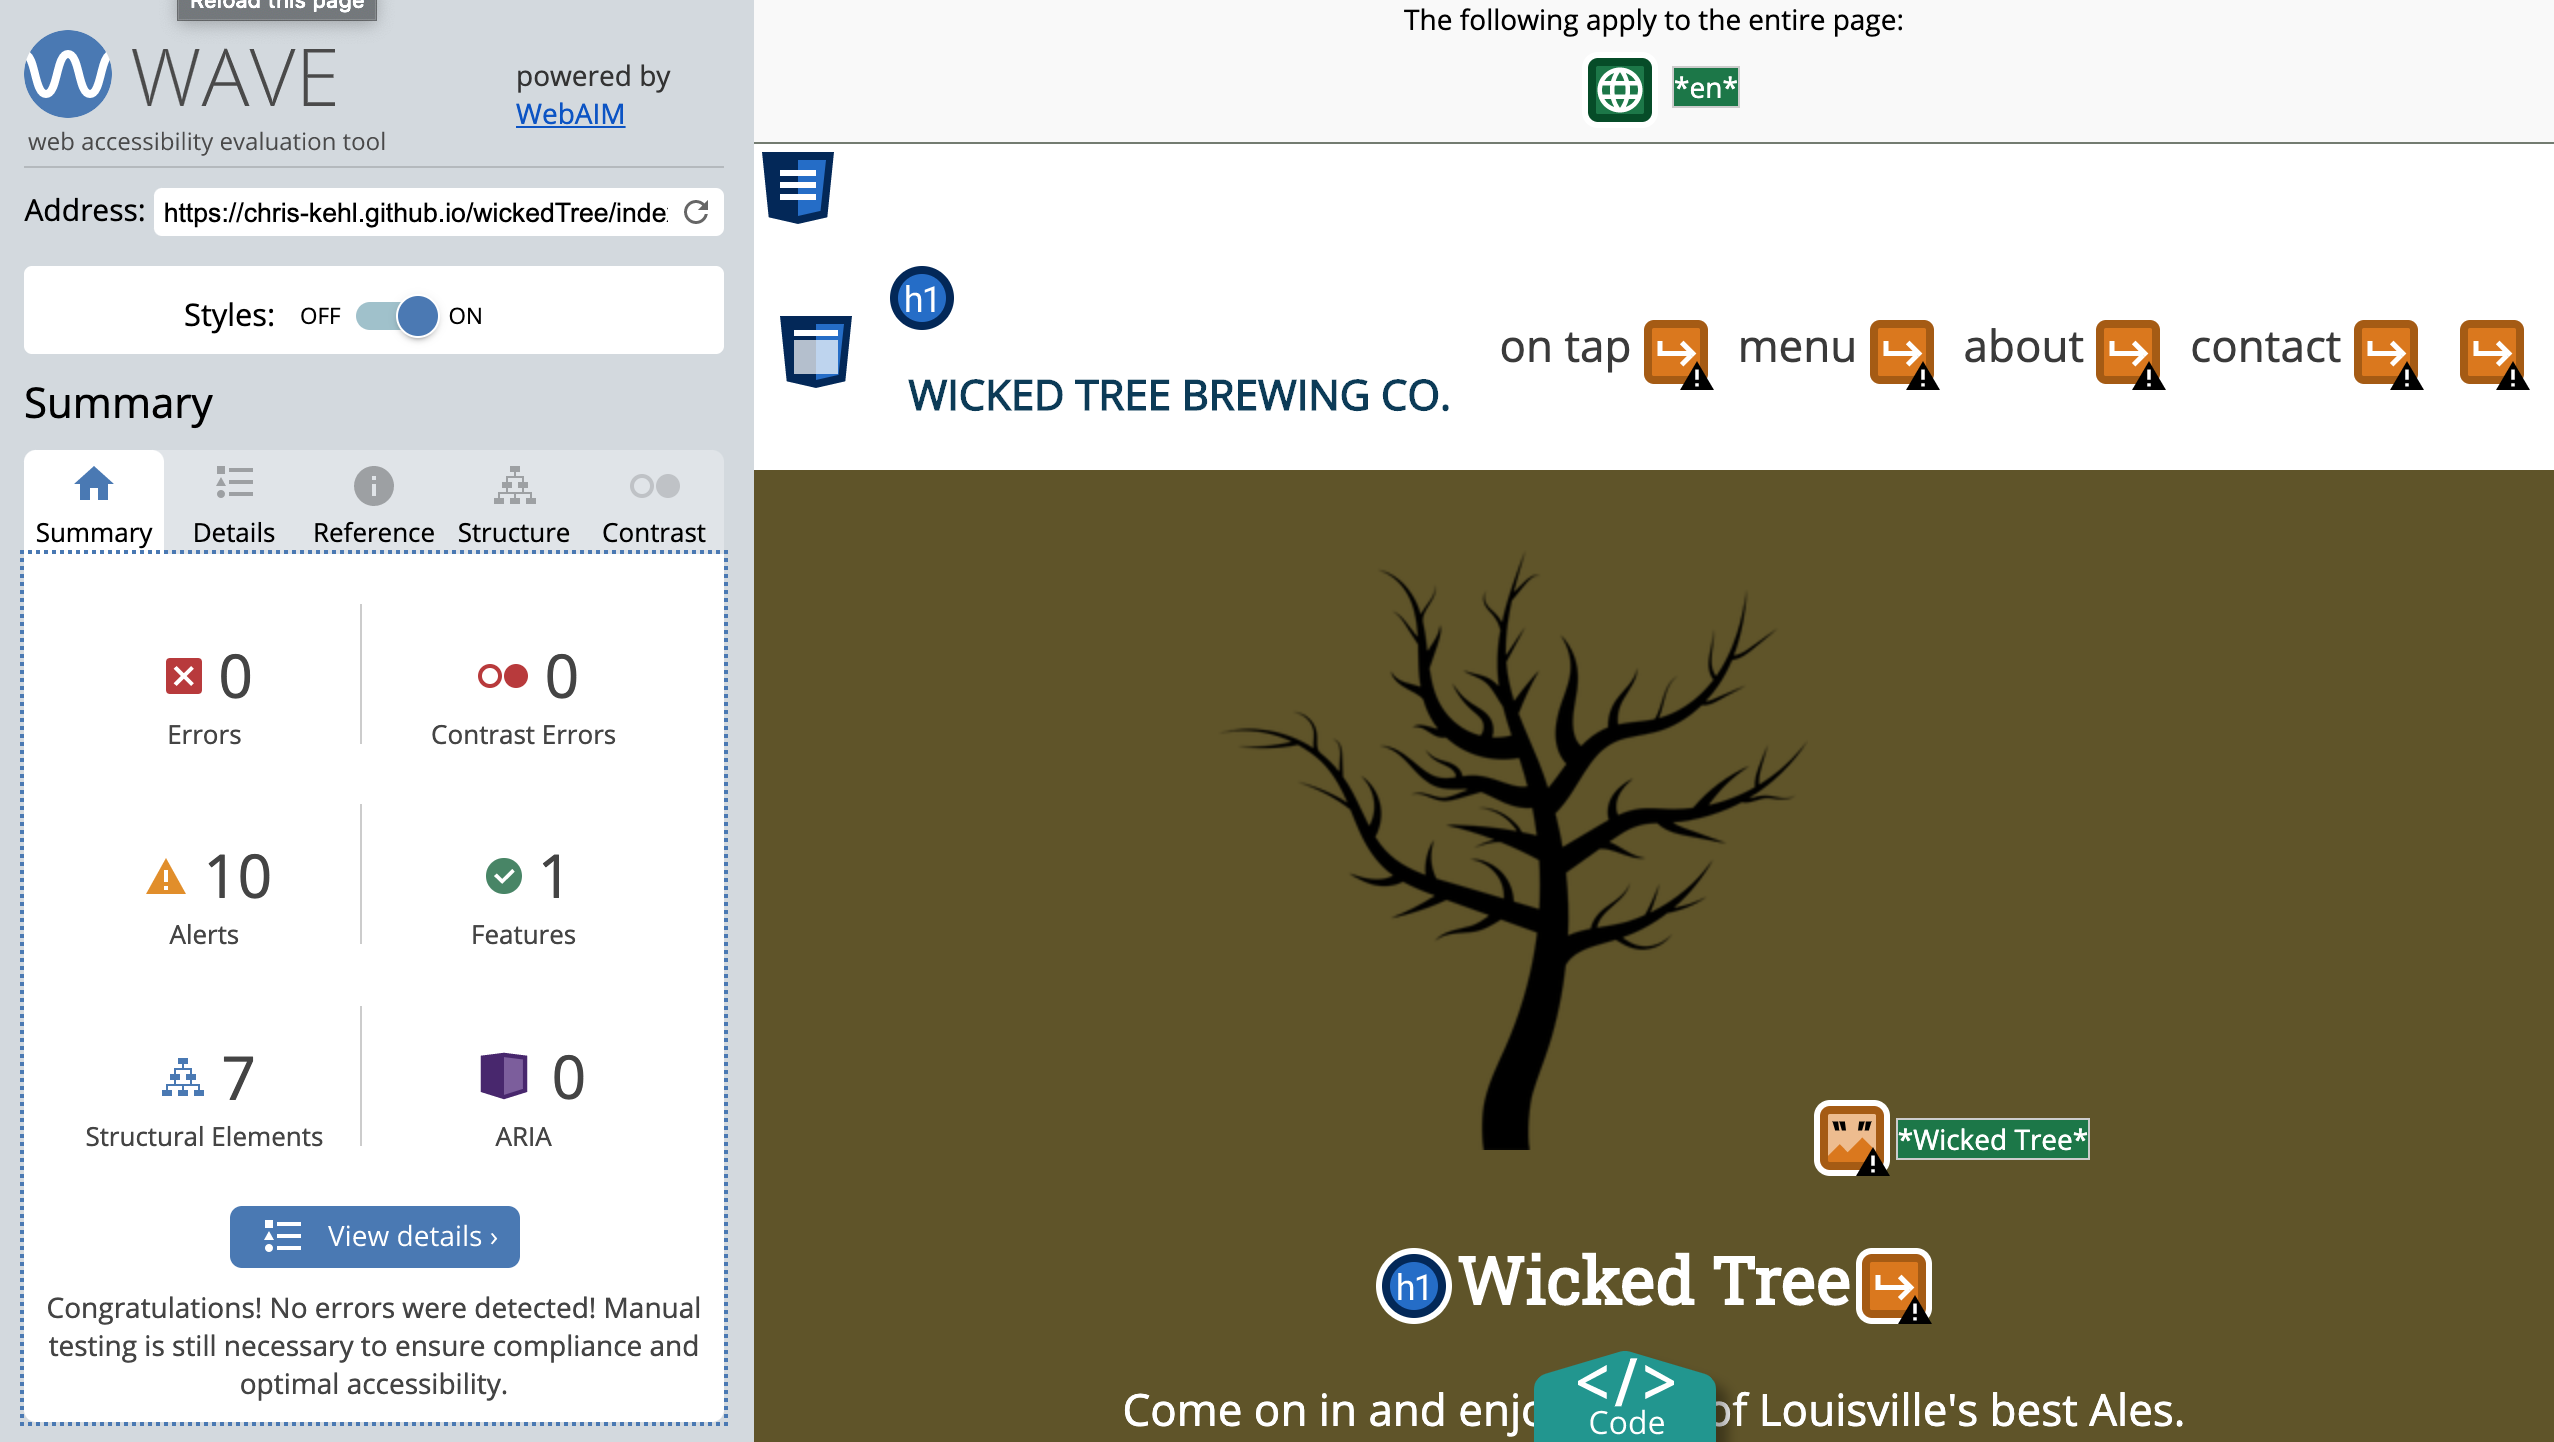 Reload this page
WAVE
powered by
WebAIM
web accessibility evaluation tool
Address: https://chris-kehl.github.io/wickedTree/inde
Styles: OFF ON
Summary
Summary Details Reference Structure Contrast
0 0
Errors Contrast Errors
10 1
Alerts Features
7 0
Structural Elements ARIA
View details ›
Congratulations! No errors were detected! Manual
testing is still necessary to ensure compliance and
optimal accessibility.
The following apply to the entire page:
*en*
h1
WICKED TREE BREWING CO.
on tap menu about contact
*Wicked Tree*
h1 Wicked Tree
Come on in and enjo of Louisville's best Ales.
</> Code